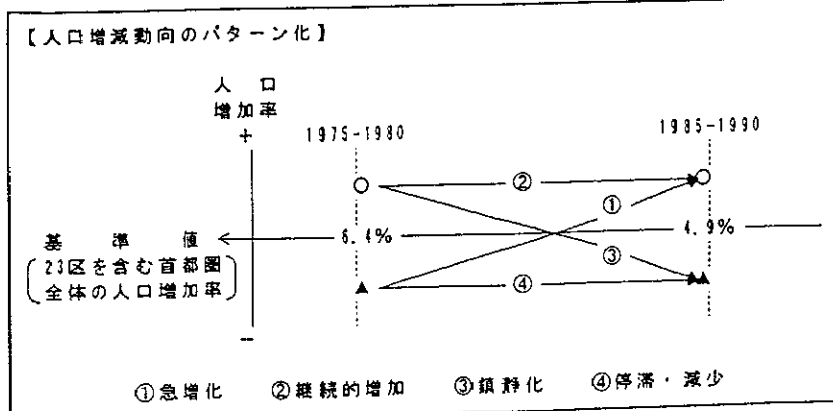 【人口増減動向のパターン化】
人口
増加率
+
1975-1980
1985-1990
②
①
基準値
6.4%
4.9%
(23区を含む首都圏
全体の人口増加率)
③
④
--
①急増化 ②継続的増加 ③鎮静化 ④停滞・減少